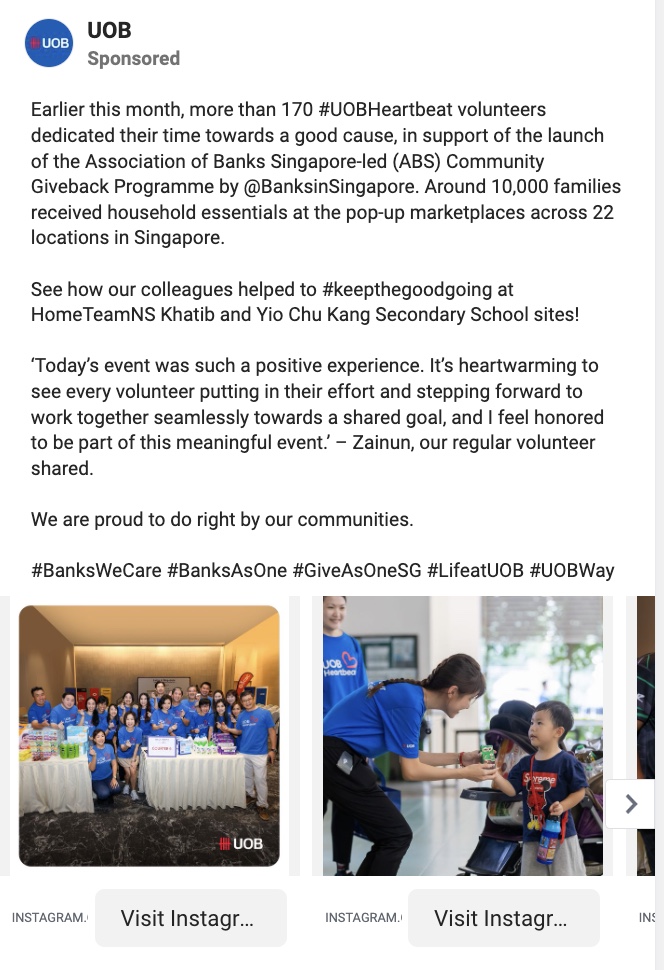 UOB
UOB
Sponsored
Earlier this month, more than 170 #UOBHeartbeat volunteers
dedicated their time towards a good cause, in support of the launch
of the Association of Banks Singapore-led (ABS) Community
Giveback Programme by @BanksinSingapore. Around 10,000 families
received household essentials at the pop-up marketplaces across 22
locations in Singapore.
See how our colleagues helped to #keepthegoodgoing at
HomeTeamNS Khatib and Yio Chu Kang Secondary School sites!
‘Today’s event was such a positive experience. It’s heartwarming to
see every volunteer putting in their effort and stepping forward to
work together seamlessly towards a shared goal, and I feel honored
to be part of this meaningful event.’ – Zainun, our regular volunteer
shared.
We are proud to do right by our communities.
#BanksWeCare #BanksAsOne #GiveAsOneSG #LifeatUOB #UOBWay
UOB
UOB
Heartbeat
Supreme
INSTAGRAM.
Visit Instagr...
INSTAGRAM.
Visit Instagr...
INS